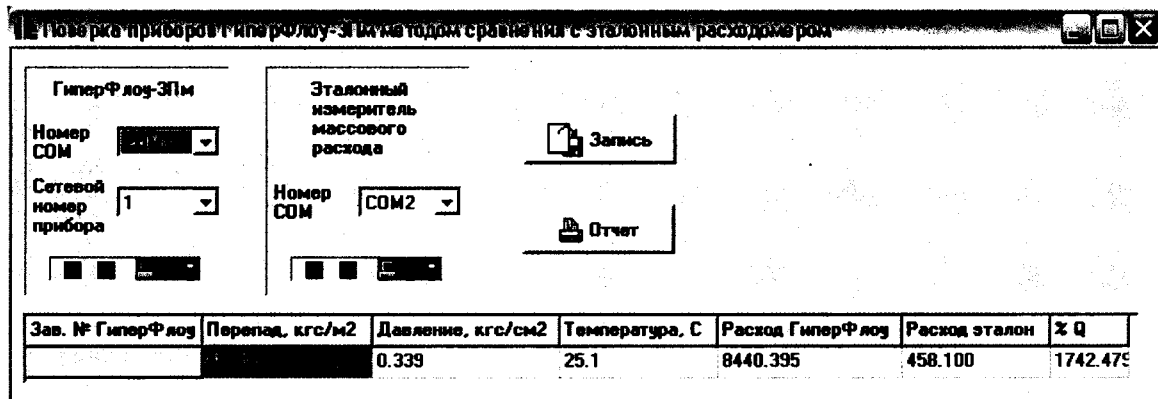 Поверка приборов ГиперФлоу-3Пм методом сравнения с эталонным расходомером
ГиперФлоу-3Пм
Номер
COM
Сетевой
номер
прибора
1
Эталонный
измеритель
массового
расхода
Номер
COM
COM2
Запись
Отчет
Зав. № ГиперФлоу Перепад, кгс/м2 Давление, кгс/см2 Температура, С Расход ГиперФлоу Расход эталон % Q
0.339 25.1 8440.395 458.100 1742.479